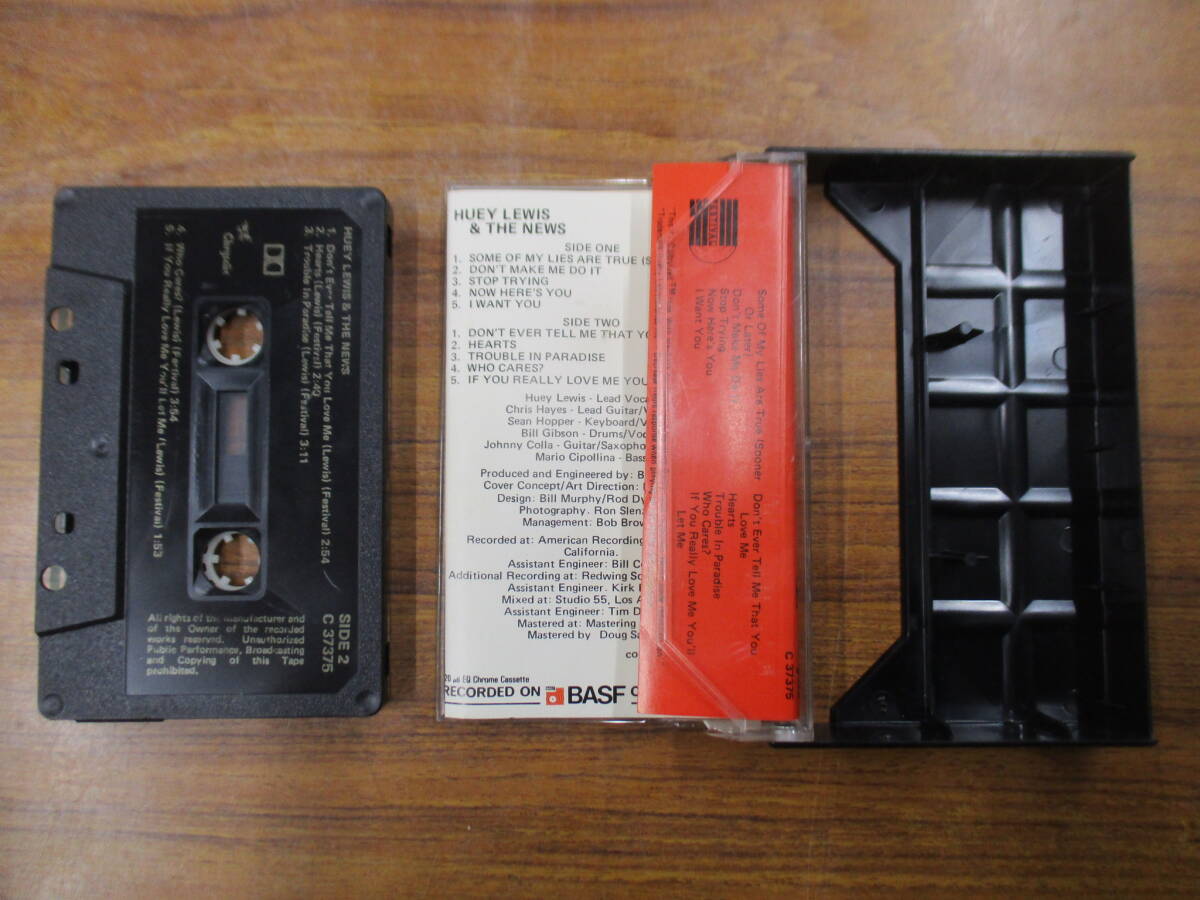 HUEY LEWIS & THE NEWS
1. Don't Ever Tell Me That You Love Me (Lewis) (Festival) 2:54
2. Hearts (Lewis) (Festival) 2:40
3. Trouble In Paradise (Lewis) (Festival) 3:11
Chrysalis
4. Who Cares? (Lewis) (Festival) 3:54
5. If You Really Love Me You'll Let Me (Lewis) (Festival) 1:53
SIDE 2
C 37375
All rights of the manufacturer and
of the Owner of the recorded
works reserved. Unauthorized
Public Performance, Broadcasting
and Copying of this Tape
prohibited.
HUEY LEWIS
& THE NEWS
SIDE ONE
1. SOME OF MY LIES ARE TRUE (S
2. DON'T MAKE ME DO IT
3. STOP TRYING
4. NOW HERE'S YOU
5. I WANT YOU
SIDE TWO
1. DON'T EVER TELL ME THAT YO
2. HEARTS
3. TROUBLE IN PARADISE
4. WHO CARES?
5. IF YOU REALLY LOVE ME YOU
Huey Lewis - Lead Voca
Chris Hayes - Lead Guitar/V
Sean Hopper - Keyboard/V
Bill Gibson - Drums/Voc
Johnny Colla - Guitar/Saxopho
Mario Cipollina - Bass
Produced and Engineered by: B
Cover Concept/Art Direction:
Design: Bill Murphy/Rod Dy
Photography: Ron Slenz
Management: Bob Brow
Recorded at: American Recording
California.
Assistant Engineer: Bill Co
Additional Recording at: Redwing So
Assistant Engineer. Kirk
Mixed at: Studio 55, Los A
Assistant Engineer: Tim D
Mastered at: Mastering
Mastered by Doug Sa
co
EQ Chrome Cassette
RECORDED ON BASF C
FESTIVAL
Some Of My Lies Are True (Sooner
Or Later)
Don't Make Me Do It
Stop Trying
Now Here's You
I Want You
Don't Ever Tell Me That You
Love Me
Hearts
Trouble In Paradise
Who Cares?
If You Really Love Me You'll
Let Me
C 37375